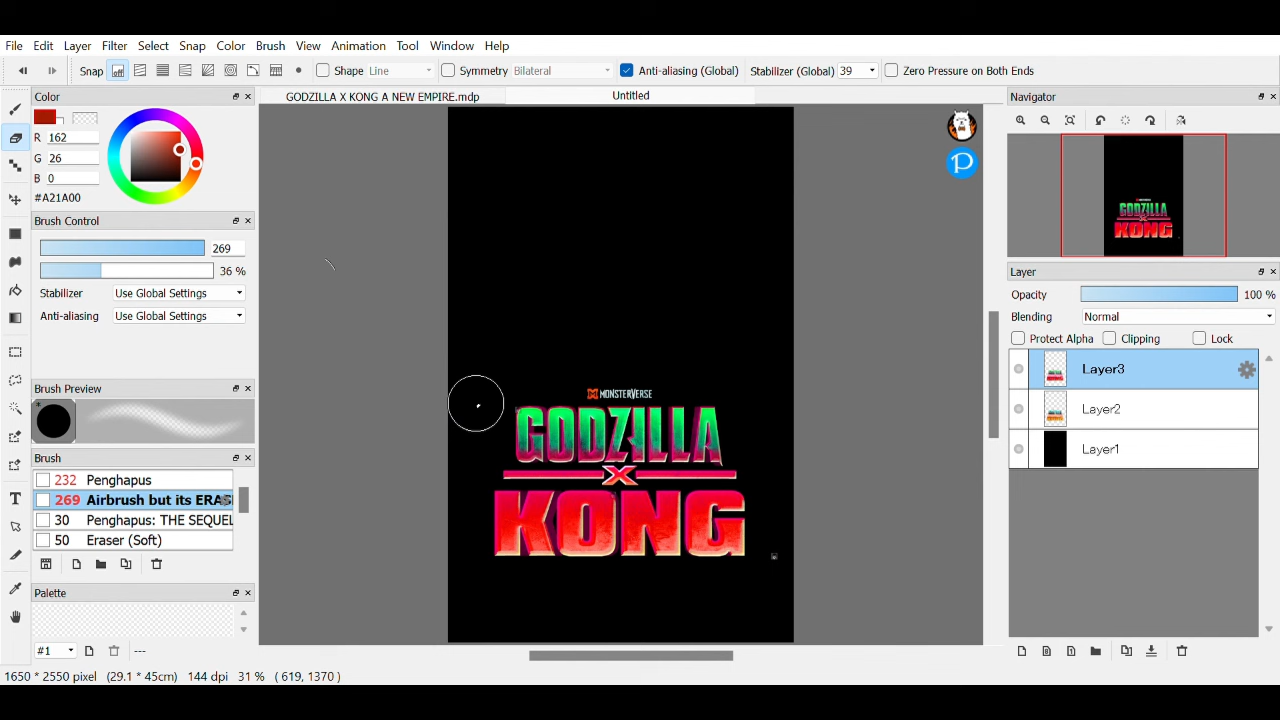 File Edit Layer Filter Select Snap Color Brush View Animation Tool Window Help
Snap off Shape Line Symmetry Bilateral Anti-aliasing (Global) Stabilizer (Global) 39 Zero Pressure on Both Ends
Color
R 162
G 26
B 0
#A21A00
Brush Control
269
36 %
Stabilizer Use Global Settings
Anti-aliasing Use Global Settings
Brush Preview
Brush
232 Penghapus
269 Airbrush but its ERAS
30 Penghapus: THE SEQUEL
50 Eraser (Soft)
Palette
#1 ---
GODZILLA X KONG A NEW EMPIRE.mdp Untitled
MONSTERVERSE
GODZILLA
X
KONG
Navigator
GODZILLA
KONG
Layer
Opacity 100 %
Blending Normal
Protect Alpha Clipping Lock
Layer3
Layer2
Layer1
1650 * 2550 pixel (29.1 * 45cm) 144 dpi 31 % ( 619, 1370 )